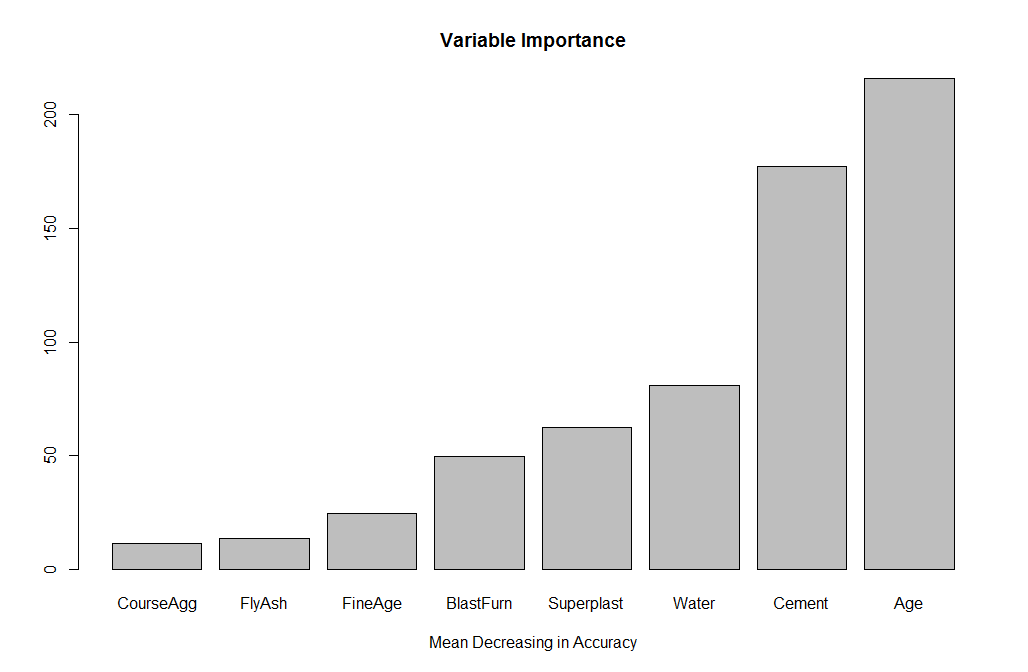 Variable Importance
200
150
100
50
0
CourseAgg FlyAsh FineAge BlastFurn Superplast Water Cement Age
Mean Decreasing in Accuracy